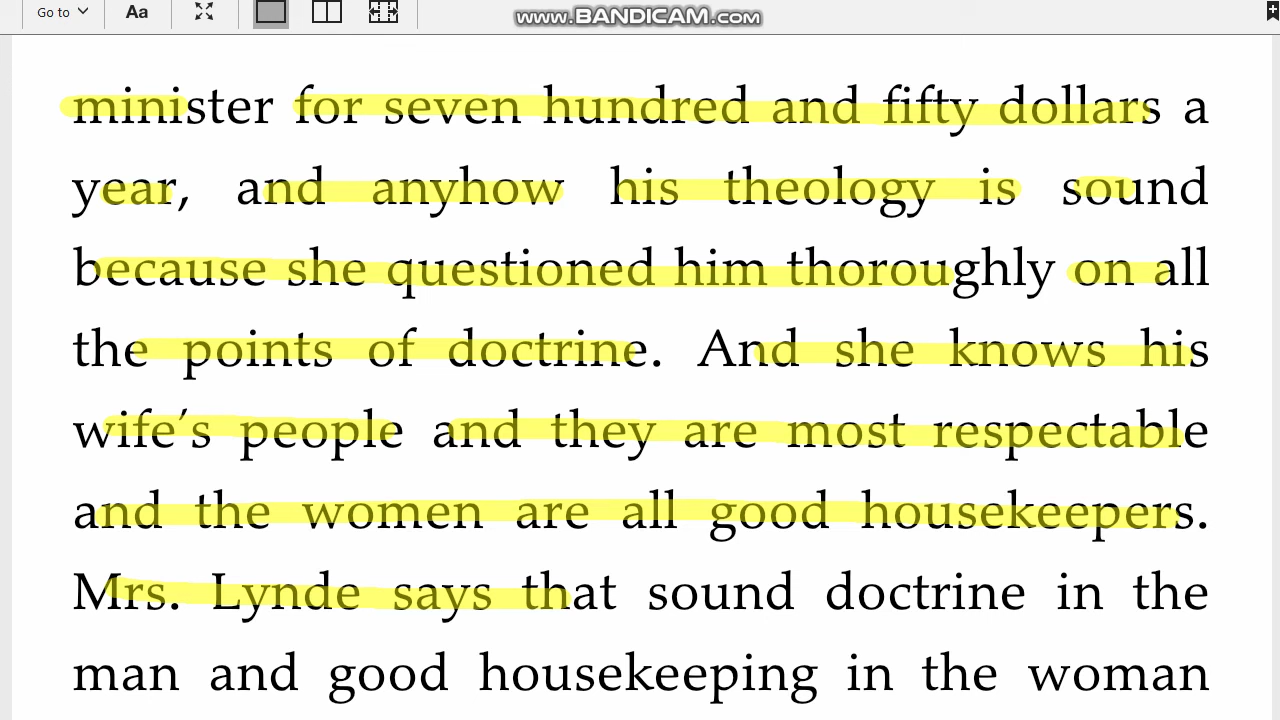 Go to Aa www.BANDICAM.com
minister for seven hundred and fifty dollars a
year, and anyhow his theology is sound
because she questioned him thoroughly on all
the points of doctrine. And she knows his
wife’s people and they are most respectable
and the women are all good housekeepers.
Mrs. Lynde says that sound doctrine in the
man and good housekeeping in the woman